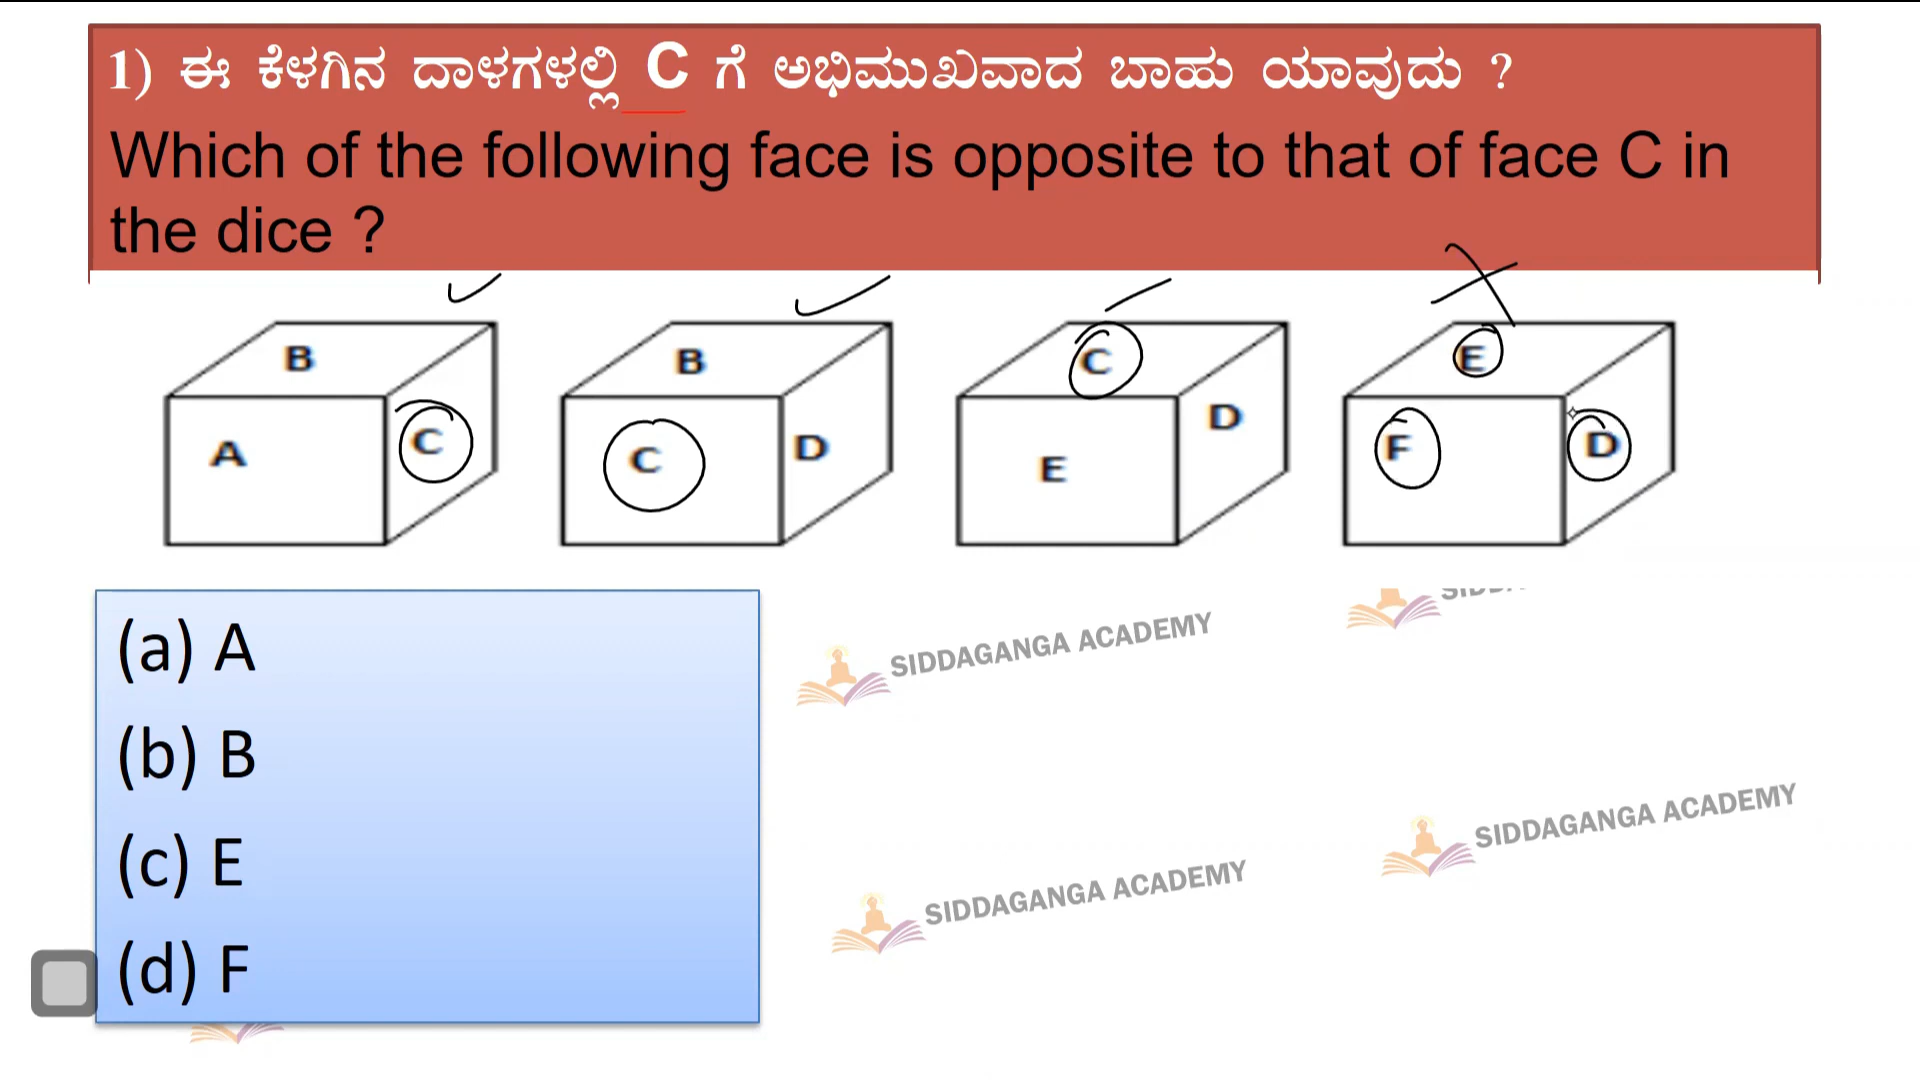 1) ಈ ಕೆಳಗಿನ ದಾಳಗಳಲ್ಲಿ C ಗೆ ಅಭಿಮುಖವಾದ ಬಾಹು ಯಾವುದು ?
Which of the following face is opposite to that of face C in
the dice ?
B
A
C
B
C
D
C
E
D
E
F
D
(a) A
(b) B
(c) E
(d) F
SIDDAGANGA ACADEMY
SIDDAGANGA ACADEMY
SIDDAGANGA ACADEMY